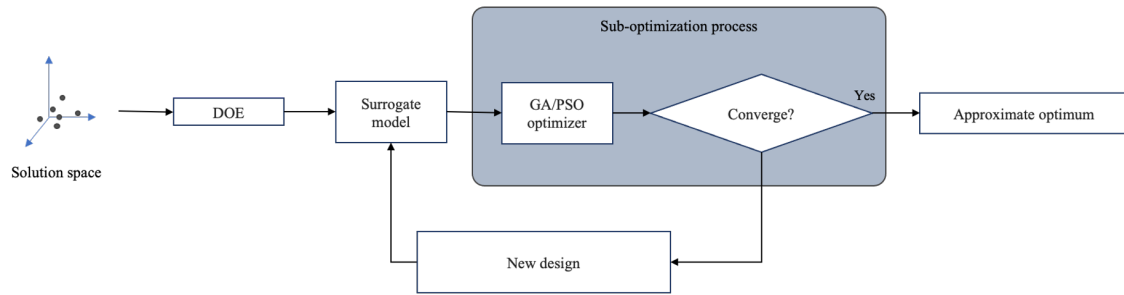 Sub-optimization process
Solution space
DOE
Surrogate
model
GA/PSO
optimizer
Converge?
Yes
Approximate optimum
New design